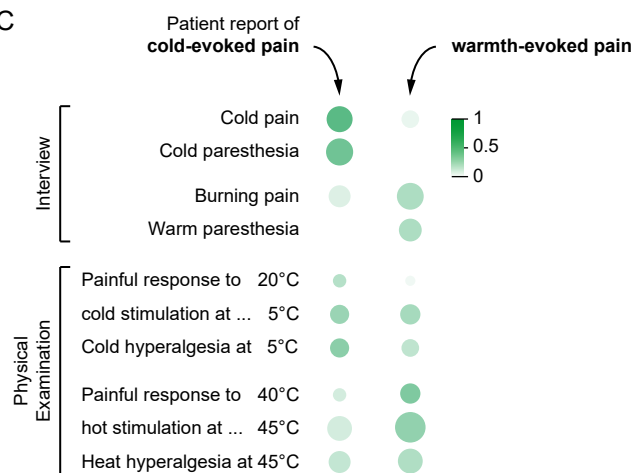 C
Patient report of
cold-evoked pain
warmth-evoked pain
Cold pain
1
Cold paresthesia
0.5
0
Burning pain
Warm paresthesia
Interview
Painful response to 20°C
cold stimulation at ... 5°C
Cold hyperalgesia at 5°C
Painful response to 40°C
hot stimulation at ... 45°C
Heat hyperalgesia at 45°C
Physical
Examination